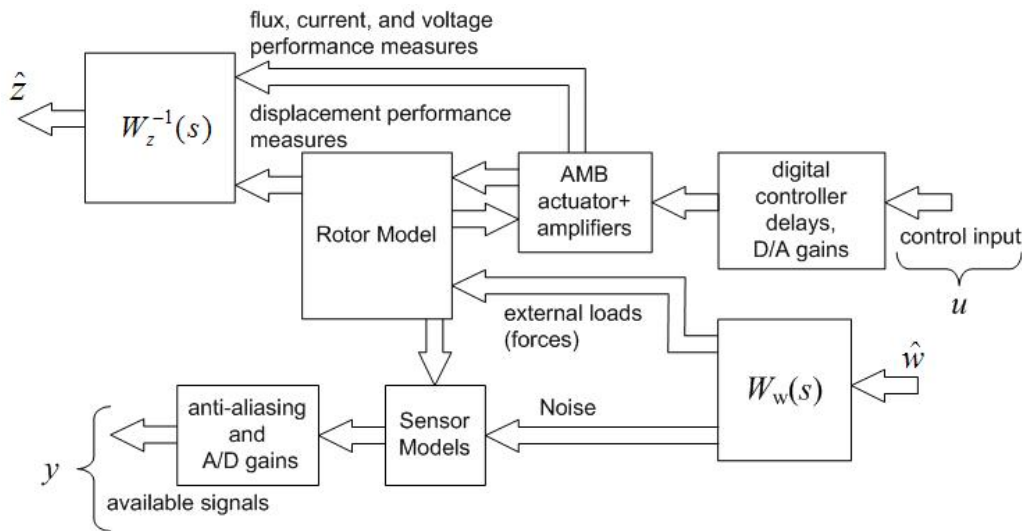 flux, current, and voltage
performance measures
ẑ
W_z^{-1}(s)
displacement performance
measures
Rotor Model
AMB
actuator+
amplifiers
digital
controller
delays,
D/A gains
control input
u
external loads
(forces)
ŵ
W_w(s)
Noise
Sensor
Models
anti-aliasing
and
A/D gains
y
available signals